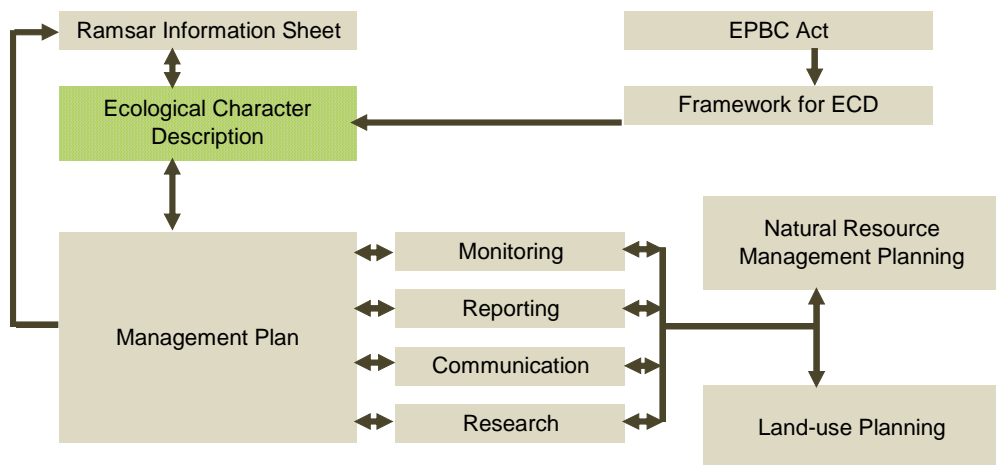 Ramsar Information Sheet
EPBC Act
Ecological Character
Description
Framework for ECD
Natural Resource
Management Planning
Monitoring
Reporting
Management Plan
Communication
Research
Land-use Planning